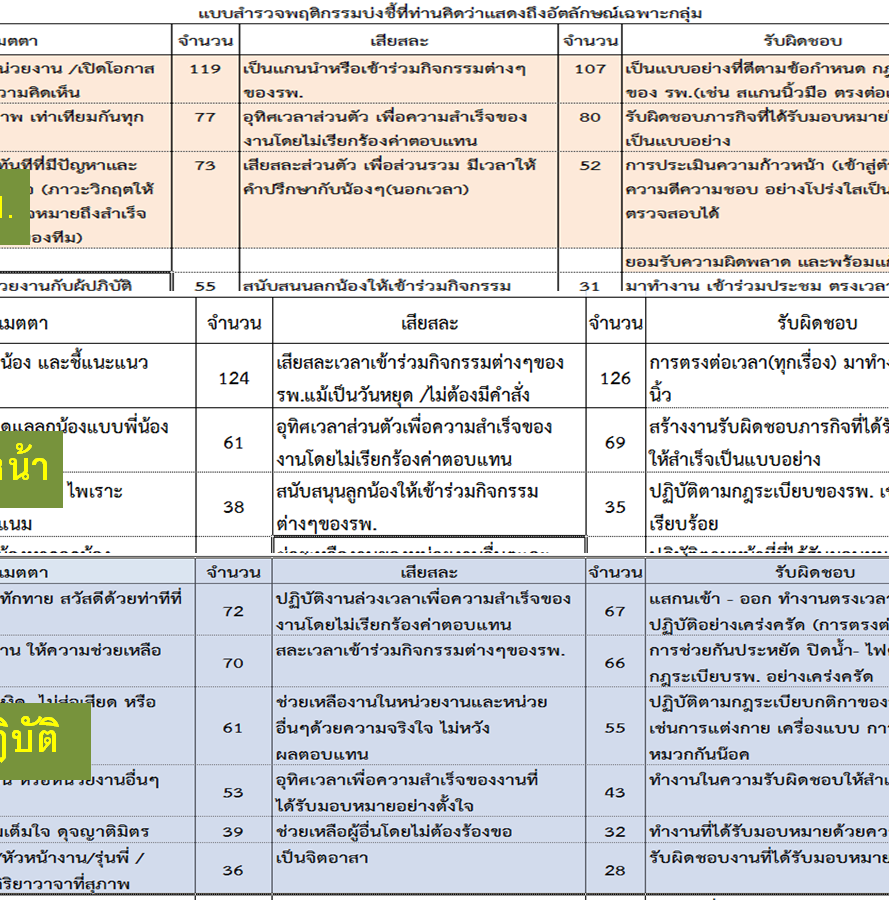 แบบสำรวจพฤติกรรมบ่งชี้ที่ท่านคิดว่าแสดงถึงอัตลักษณ์เฉพาะกลุ่ม
เมตตา จำนวน เสียสละ จำนวน รับผิดชอบ
หน่วยงาน /เปิดโอกาส 119 เป็นแกนนำหรือเข้าร่วมกิจกรรมต่างๆ 107 เป็นแบบอย่างที่ดีตามข้อกำหนด
วามคิดเห็น ของรพ. ของ รพ.(เช่น สแกนนิ้วมือ ตรงต่อ
าพ เท่าเทียมกันทุก 77 อุทิศเวลาส่วนตัว เพื่อความสำเร็จของ 80 รับผิดชอบภารกิจที่ได้รับมอบหมาย
งานโดยไม่เรียกร้องค่าตอบแทน เป็นแบบอย่าง
ทันทีที่มีปัญหาและ 73 เสียสละส่วนตัว เพื่อส่วนรวม มีเวลาให้ 52 การประเมินความก้าวหน้า (เข้าสู่
(ภาวะวิกฤตให้ คำปรึกษากับน้องๆ(นอกเวลา) ความดีความชอบ อย่างโปร่งใสเป็น
จหมายถึงสำเร็จ ตรวจสอบได้
ของทีม)
ยอมรับความผิดพลาด และพร้อม
วยงานกับผู้ปฏิบัติ 55 สนับสนุนลูกน้องให้เข้าร่วมกิจกรรม 31 มาทำงาน เข้าร่วมประชุม ตรงเวลา
เมตตา จำนวน เสียสละ จำนวน รับผิดชอบ
น้อง และชี้แนะแนว 124 เสียสละเวลาเข้าร่วมกิจกรรมต่างๆของ 126 การตรงต่อเวลา(ทุกเรื่อง) มาทำ
รพ.แม้เป็นวันหยุด /ไม่ต้องมีคำสั่ง นิ้ว
ดูแลลูกน้องแบบพี่น้อง 61 อุทิศเวลาส่วนตัวเพื่อความสำเร็จของ 69 สร้างงานรับผิดชอบภารกิจที่ได้
งานโดยไม่เรียกร้องค่าตอบแทน ให้สำเร็จเป็นแบบอย่าง
หน้า
ไพเราะ 38 สนับสนุนลูกน้องให้เข้าร่วมกิจกรรม 35 ปฏิบัติตามกฎระเบียบของรพ.
แนม ต่างๆของรพ. เรียบร้อย
เมตตา จำนวน เสียสละ จำนวน รับผิดชอบ
ทักทาย สวัสดีด้วยท่าทีที่ 72 ปฏิบัติงานล่วงเวลาเพื่อความสำเร็จของ 67 แสกนเข้า - ออก ทำงานตรงเวลา
งานโดยไม่เรียกร้องค่าตอบแทน ปฏิบัติอย่างเคร่งครัด (การตรง
าน ให้ความช่วยเหลือ 70 สละเวลาเข้าร่วมกิจกรรมต่างๆของรพ. 66 การช่วยกันประหยัด ปิดน้ำ- ไฟ
กฎระเบียบรพ. อย่างเคร่งครัด
ไม่ส่อเสียด หรือ 61 ช่วยเหลืองานในหน่วยงานและหน่วย 55 ปฏิบัติตามกฎระเบียบกติกาของ
อื่นๆด้วยความจริงใจ ไม่หวัง เช่นการแต่งกาย เครื่องแบบ
ฏิบัติ ผลตอบแทน หมวกกันน๊อค
หรือหน่วยงานอื่นๆ 53 อุทิศเวลาเพื่อความสำเร็จของงานที่ 43 ทำงานในความรับผิดชอบให้
ได้รับมอบหมายอย่างตั้งใจ
มเต็มใจ ดุจญาติมิตร 39 ช่วยเหลือผู้อื่นโดยไม่ต้องร้องขอ 32 ทำงานที่ได้รับมอบหมายด้วย
/หัวหน้างาน/รุ่นพี่ / 36 เป็นจิตอาสา 28 รับผิดชอบงานที่ได้รับมอบหมาย
กิริยาวาจาที่สุภาพ